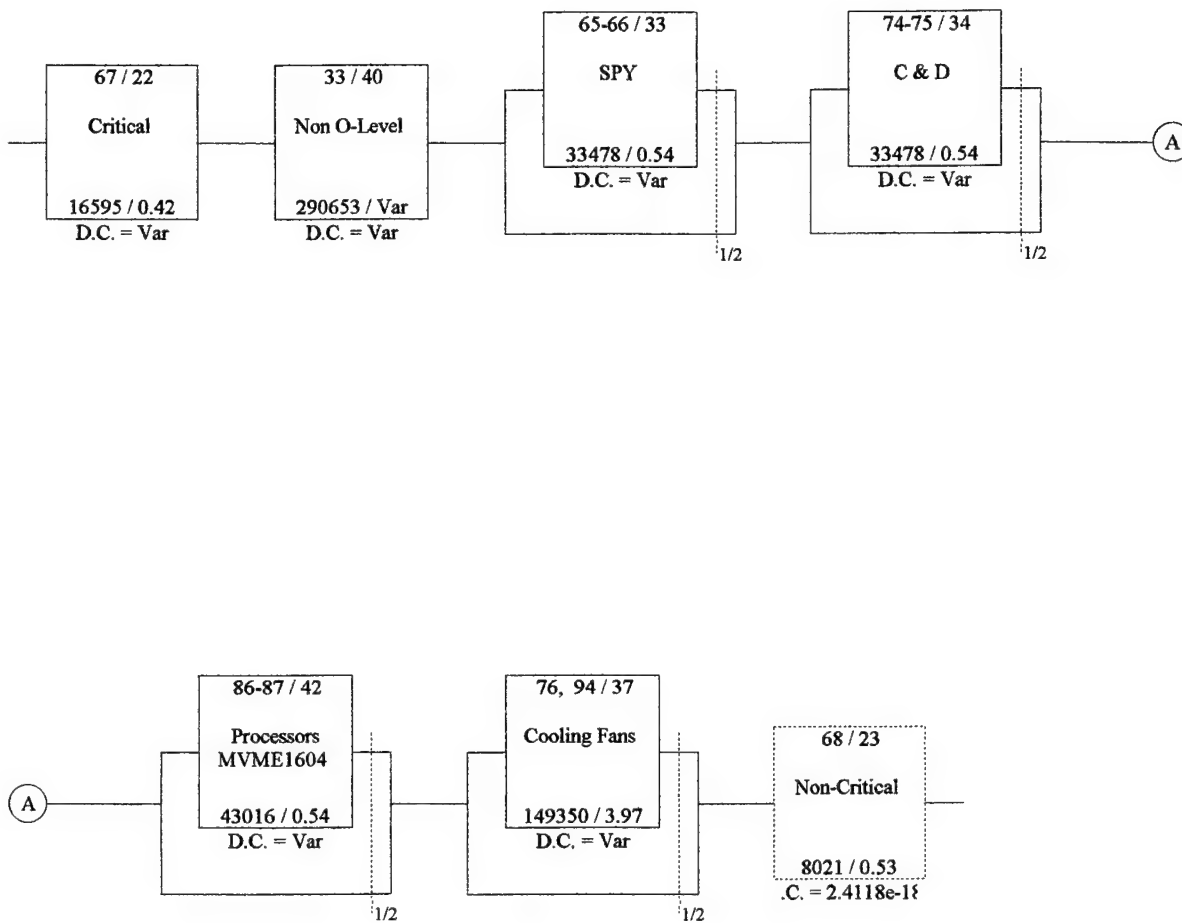 67 / 22
Critical
16595 / 0.42
D.C. = Var
33 / 40
Non O-Level
290653 / Var
D.C. = Var
65-66 / 33
SPY
33478 / 0.54
D.C. = Var
1/2
74-75 / 34
C & D
33478 / 0.54
D.C. = Var
1/2
A
A
86-87 / 42
Processors
MVME1604
43016 / 0.54
D.C. = Var
1/2
76, 94 / 37
Cooling Fans
149350 / 3.97
D.C. = Var
1/2
68 / 23
Non-Critical
8021 / 0.53
.C. = 2.4118e-18